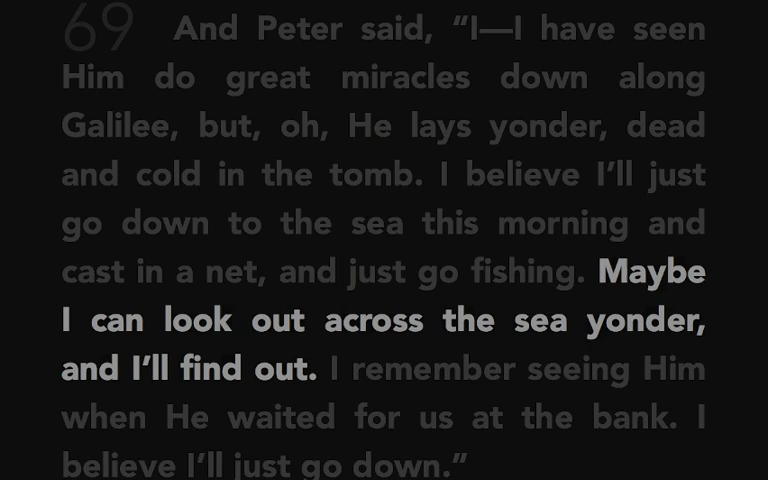 69 And Peter said, “I—I have seen
Him do great miracles down along
Galilee, but, oh, He lays yonder, dead
and cold in the tomb. I believe I’ll just
go down to the sea this morning and
cast in a net, and just go fishing. Maybe
I can look out across the sea yonder,
and I’ll find out. I remember seeing Him
when He waited for us at the bank. I
believe I’ll just go down.”